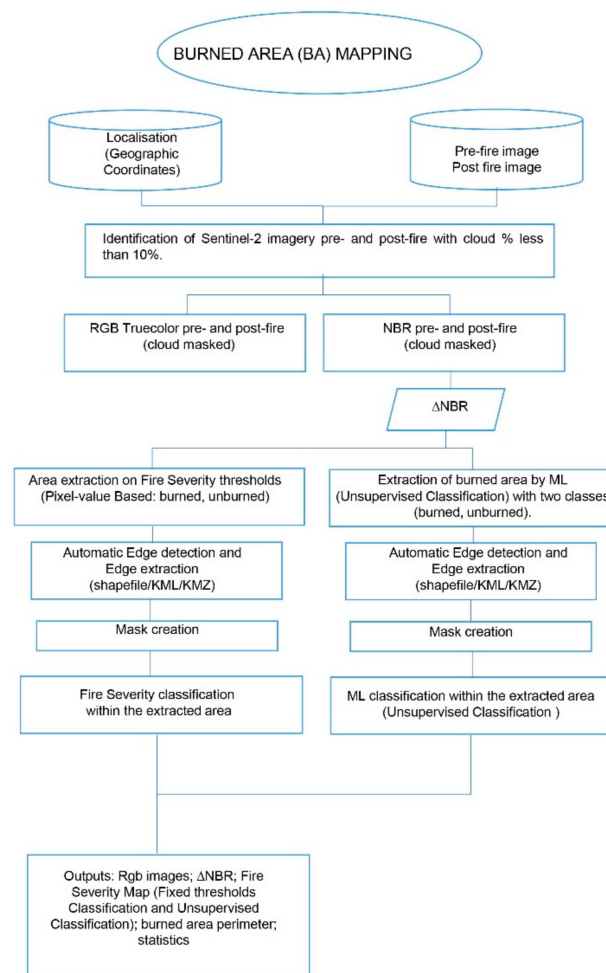 BURNED AREA (BA) MAPPING
Localisation
(Geographic
Coordinates)
Pre-fire image
Post fire image
Identification of Sentinel-2 imagery pre- and post-fire with cloud % less
than 10%.
RGB Truecolor pre- and post-fire
(cloud masked)
NBR pre- and post-fire
(cloud masked)
ΔNBR
Area extraction on Fire Severity thresholds
(Pixel-value Based: burned, unburned)
Extraction of burned area by ML
(Unsupervised Classification) with two classes
(burned, unburned).
Automatic Edge detection and
Edge extraction
(shapefile/KML/KMZ)
Automatic Edge detection and
Edge extraction
(shapefile/KML/KMZ)
Mask creation
Mask creation
Fire Severity classification
within the extracted area
ML classification within the extracted area
(Unsupervised Classification )
Outputs: Rgb images; ΔNBR; Fire
Severity Map (Fixed thresholds
Classification and Unsupervised
Classification); burned area perimeter;
statistics